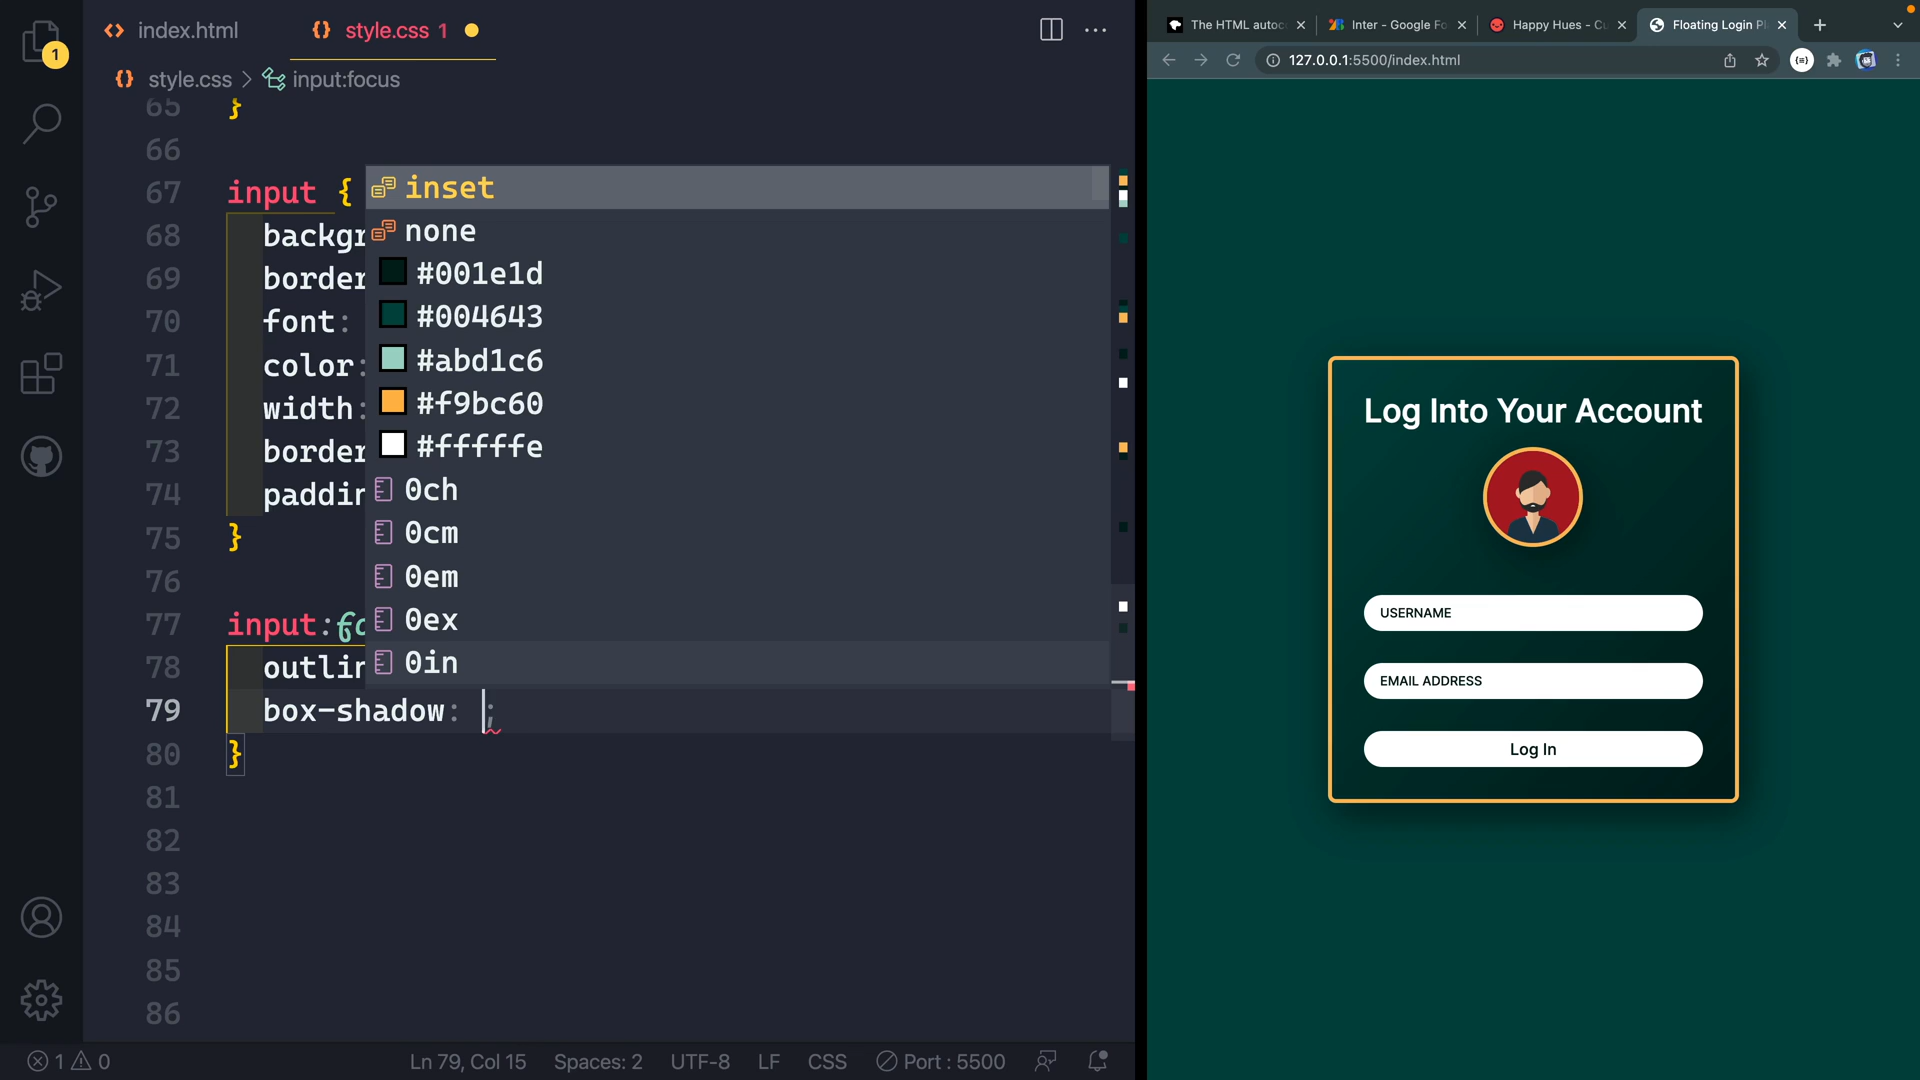 index.html
style.css 1
1
style.css > input:focus
65 }
66
67 input {
68 backgr
69 border
70 font:
71 color:
72 width:
73 border
74 paddin
75 }
76
77 input:fo
78 outlin
79 box-shadow: ;
80 }
81
82
83
84
85
86
inset
none
#001e1d
#004643
#abd1c6
#f9bc60
#fffffe
0ch
0cm
0em
0ex
0in
1 0
Ln 79, Col 15
Spaces: 2
UTF-8
LF
CSS
Port : 5500
The HTML autoc
Inter - Google Fo
Happy Hues - Cu
Floating Login Pl
127.0.0.1:5500/index.html
Log Into Your Account
USERNAME
EMAIL ADDRESS
Log In